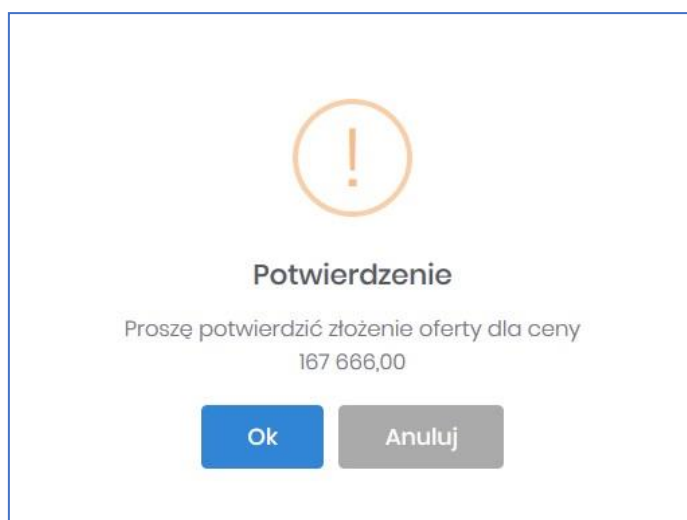 !
Potwierdzenie
Proszę potwierdzić złożenie oferty dla ceny
167 666,00
Ok
Anuluj